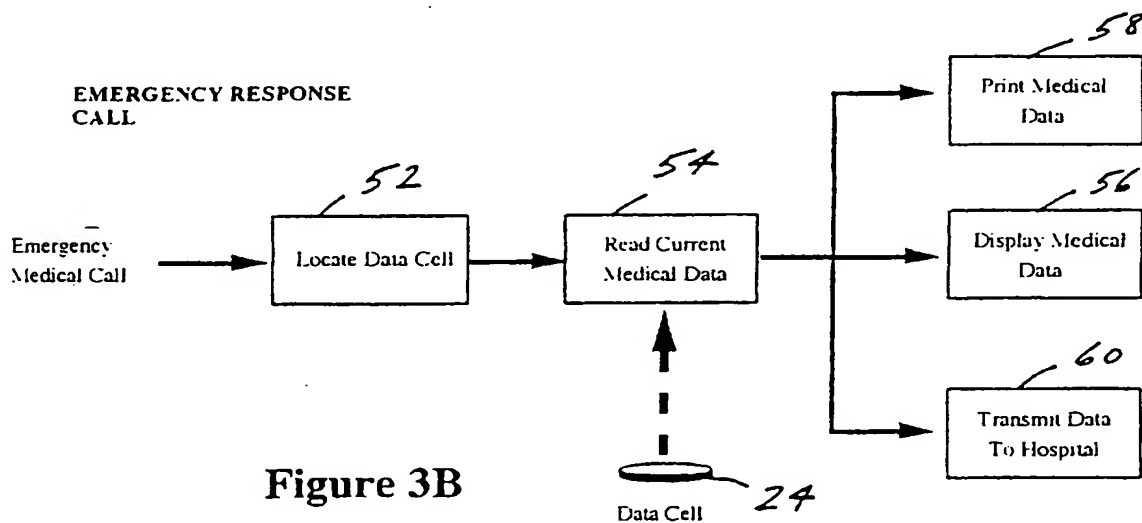 58
EMERGENCY RESPONSE
CALL
Print Medical
Data
52
54
56
Emergency
Medical Call
Locate Data Cell
Read Current
Medical Data
Display Medical
Data
60
Transmit Data
To Hospital
Figure 3B
24
Data Cell